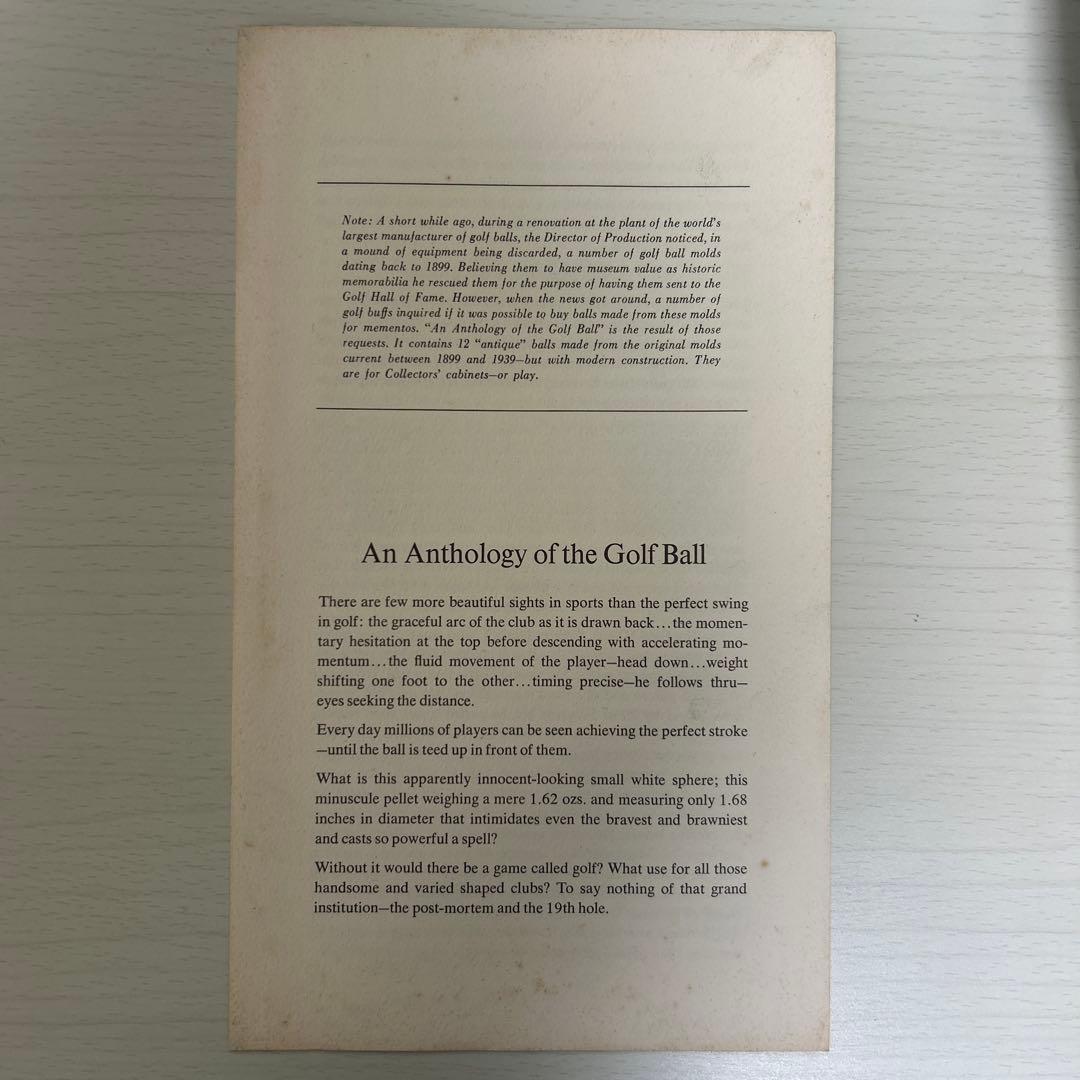 Note: A short while ago, during a renovation at the plant of the world's
largest manufacturer of golf balls, the Director of Production noticed, in
a mound of equipment being discarded, a number of golf ball molds
dating back to 1899. Believing them to have museum value as historic
memorabilia he rescued them for the purpose of having them sent to the
Golf Hall of Fame. However, when the news got around, a number of
golf buffs inquired if it was possible to buy balls made from these molds
for mementos. “An Anthology of the Golf Ball” is the result of those
requests. It contains 12 “antique” balls made from the original molds
current between 1899 and 1939—but with modern construction. They
are for Collectors' cabinets—or play.
An Anthology of the Golf Ball
There are few more beautiful sights in sports than the perfect swing
in golf: the graceful arc of the club as it is drawn back...the momen-
tary hesitation at the top before descending with accelerating mo-
mentum...the fluid movement of the player—head down...weight
shifting one foot to the other...timing precise—he follows thru—
eyes seeking the distance.
Every day millions of players can be seen achieving the perfect stroke
—until the ball is teed up in front of them.
What is this apparently innocent-looking small white sphere; this
minuscule pellet weighing a mere 1.62 ozs. and measuring only 1.68
inches in diameter that intimidates even the bravest and brawniest
and casts so powerful a spell?
Without it would there be a game called golf? What use for all those
handsome and varied shaped clubs? To say nothing of that grand
institution—the post-mortem and the 19th hole.